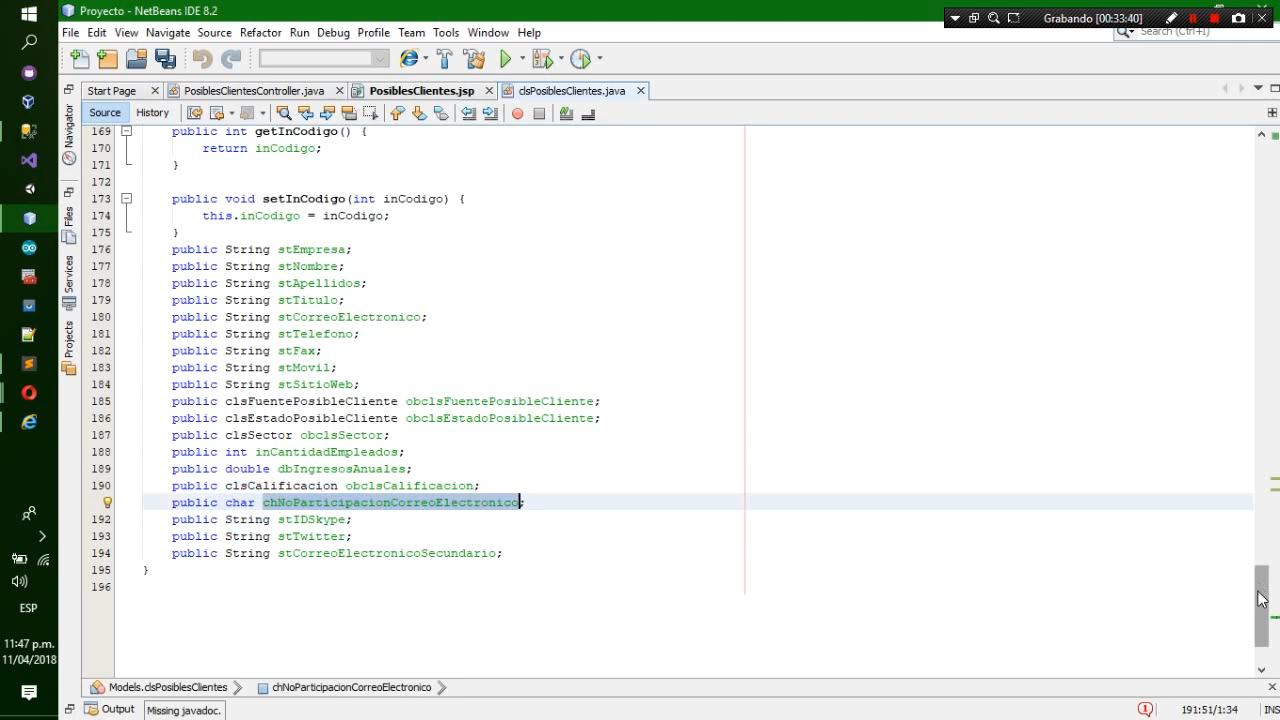 Proyecto - NetBeans IDE 8.2
Grabando [00:33:40]
File Edit View Navigate Source Refactor Run Debug Profile Team Tools Window Help
Search (Ctrl+I)
Start Page PosiblesClientesController.java PosiblesClientes.jsp clsPosiblesClientes.java
Source History
Navigator
Files
Services
Projects
169 public int getInCodigo() {
170 return inCodigo;
171 }
172
173 public void setInCodigo(int inCodigo) {
174 this.inCodigo = inCodigo;
175 }
176 public String stEmpresa;
177 public String stNombre;
178 public String stApellidos;
179 public String stTitulo;
180 public String stCorreoElectronico;
181 public String stTelefono;
182 public String stFax;
183 public String stMovil;
184 public String stSitioWeb;
185 public clsFuentePosibleCliente obclsFuentePosibleCliente;
186 public clsEstadoPosibleCliente obclsEstadoPosibleCliente;
187 public clsSector obclsSector;
188 public int inCantidadEmpleados;
189 public double dbIngresosAnuales;
190 public clsCalificacion obclsCalificacion;
public char chNoParticipacionCorreoElectronico;
192 public String stIDSkype;
193 public String stTwitter;
194 public String stCorreoElectronicoSecundario;
195 }
196
ESP
11:47 p.m.
11/04/2018
Models.clsPosiblesClientes chNoParticipacionCorreoElectronico
Output Missing javadoc. 191:51/1:34 INS